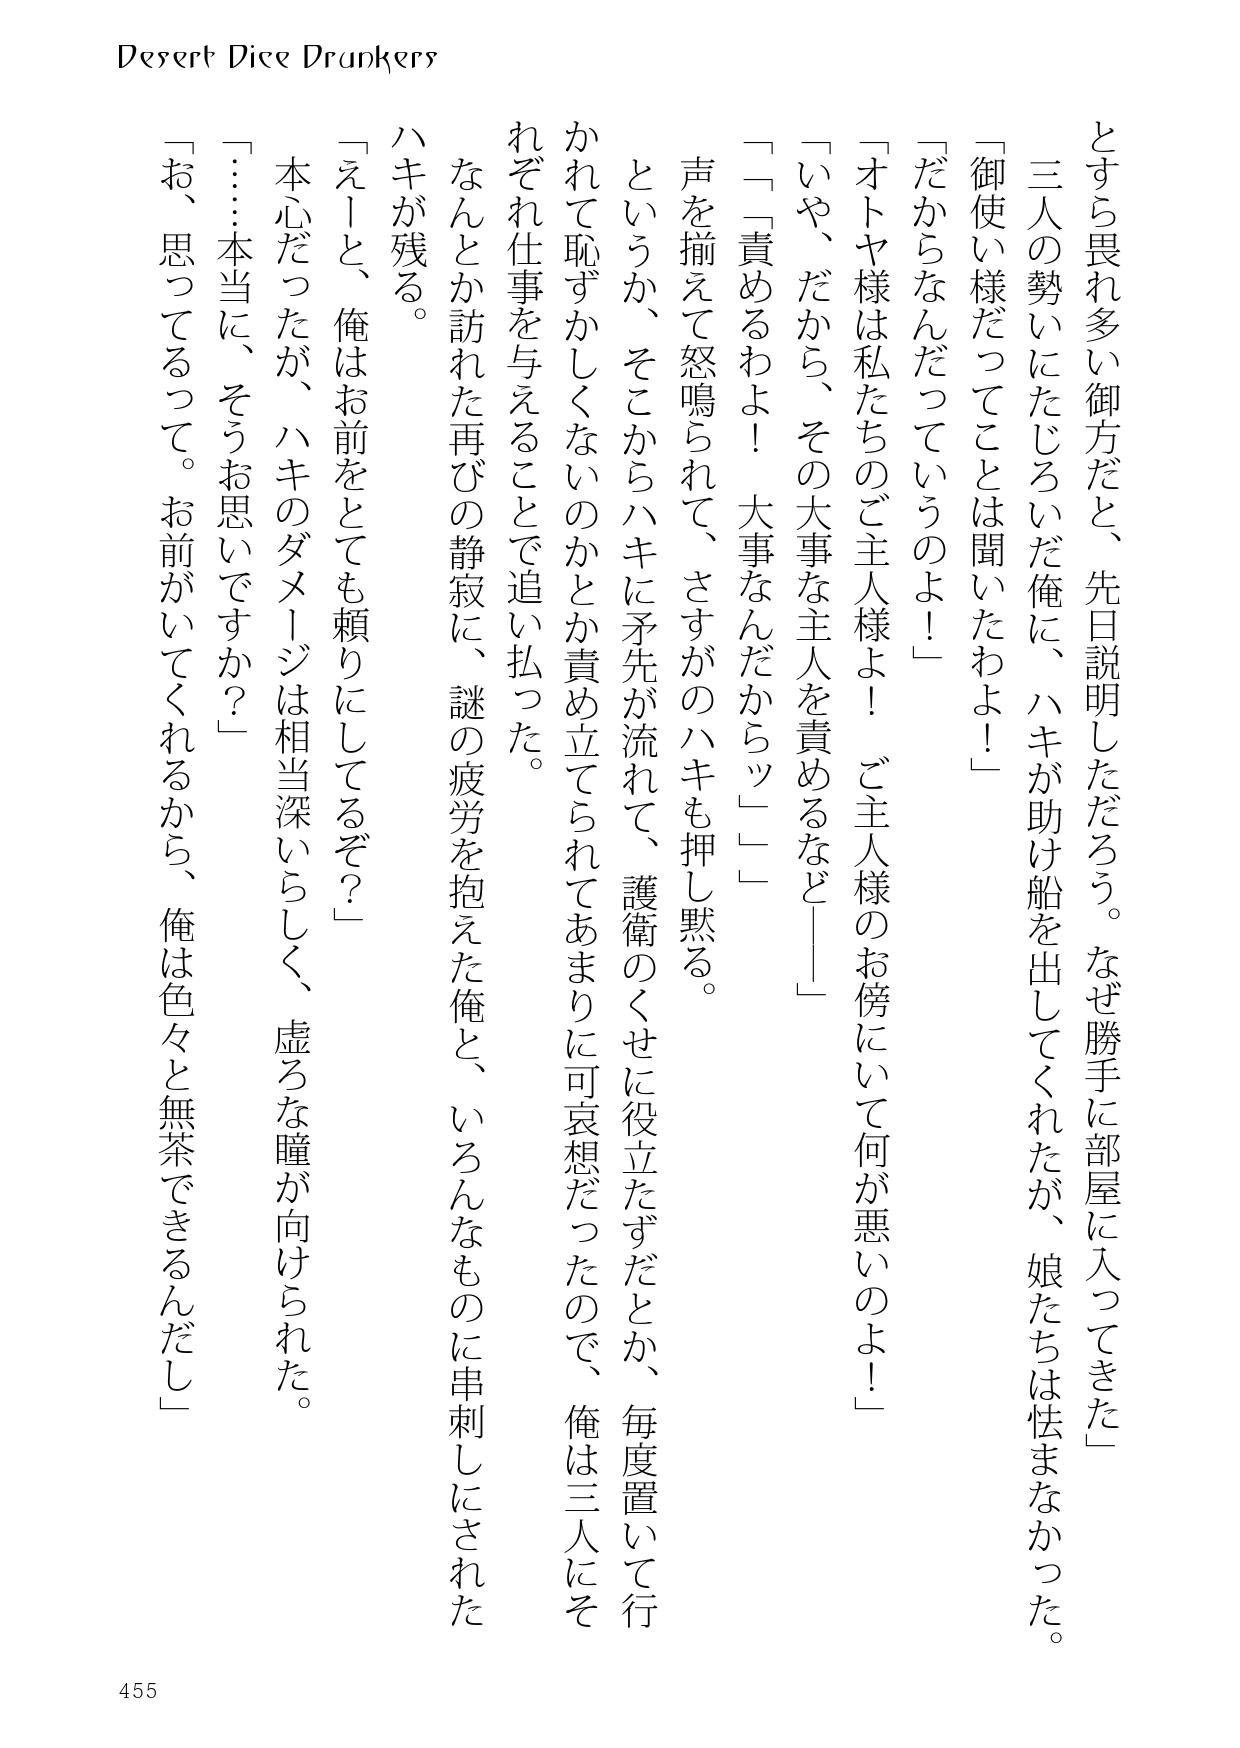 Desert Dice Drunkers
とすら畏れ多い御方だと、先日説明しただろう。なぜ勝手に部屋に入ってきた」
　三人の勢いにたじろいだ俺に、ハキが助け船を出してくれたが、娘たちは怯まなかった。
「御使い様だってことは聞いたわよ！」
「だからなんだっていうのよ！」
「オトヤ様は私たちのご主人様よ！　ご主人様のお傍にいて何が悪いのよ！」
「いや、だから、その大事な主人を責めるなど――」
「「「責めるわよ！　大事なんだからッ」」」
　声を揃えて怒鳴られて、さすがのハキも押し黙る。
　というか、そこからハキに矛先が流れて、護衛のくせに役立たずだとか、毎度置いて行
かれて恥ずかしくないのかとか責め立てられてあまりに可哀想だったので、俺は三人にそ
れぞれ仕事を与えることで追い払った。
　なんとか訪れた再びの静寂に、謎の疲労を抱えた俺と、いろんなものに串刺しにされた
ハキが残る。
「えーと、俺はお前をとても頼りにしてるぞ？」
　本心だったが、ハキのダメージは相当深いらしく、虚ろな瞳が向けられた。
「……本当に、そうお思いですか？」
「お、思ってるって。お前がいてくれるから、俺は色々と無茶できるんだし」
455